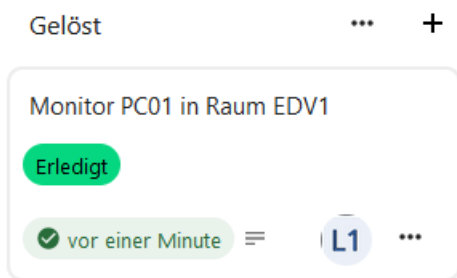 Gelöst
Monitor PC01 in Raum EDV1
Erledigt
vor einer Minute
L1